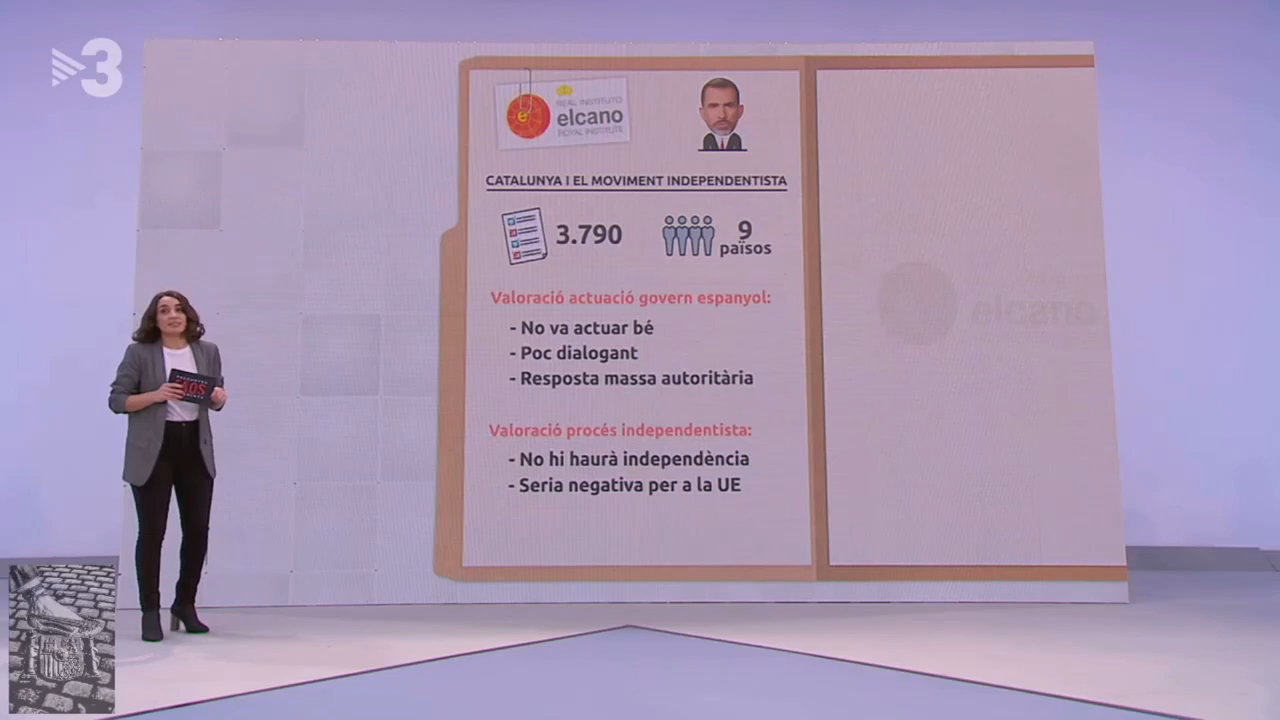 3
REAL INSTITUTO
elcano
ROYAL INSTITUTE
CATALUNYA I EL MOVIMENT INDEPENDENTISTA
3.790
9
països
Valoració actuació govern espanyol:
- No va actuar bé
- Poc dialogant
- Resposta massa autoritària
Valoració procés independentista:
- No hi haurà independència
- Seria negativa per a la UE
PREGUNTES